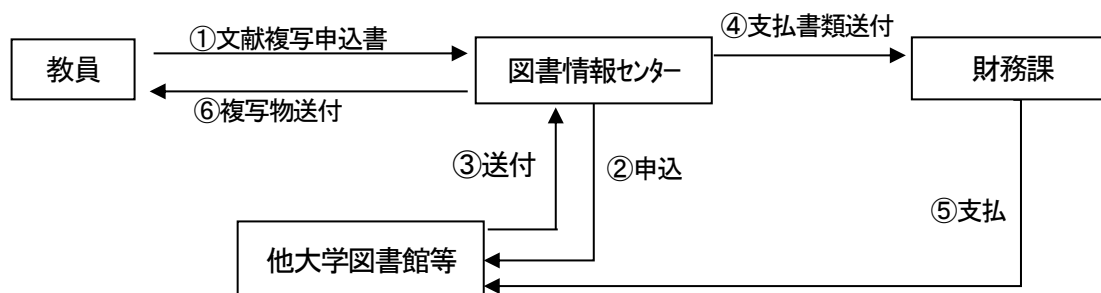 ①文献複写申込書
④支払書類送付
教員
図書情報センター
財務課
⑥複写物送付
③送付
②申込
⑤支払
他大学図書館等